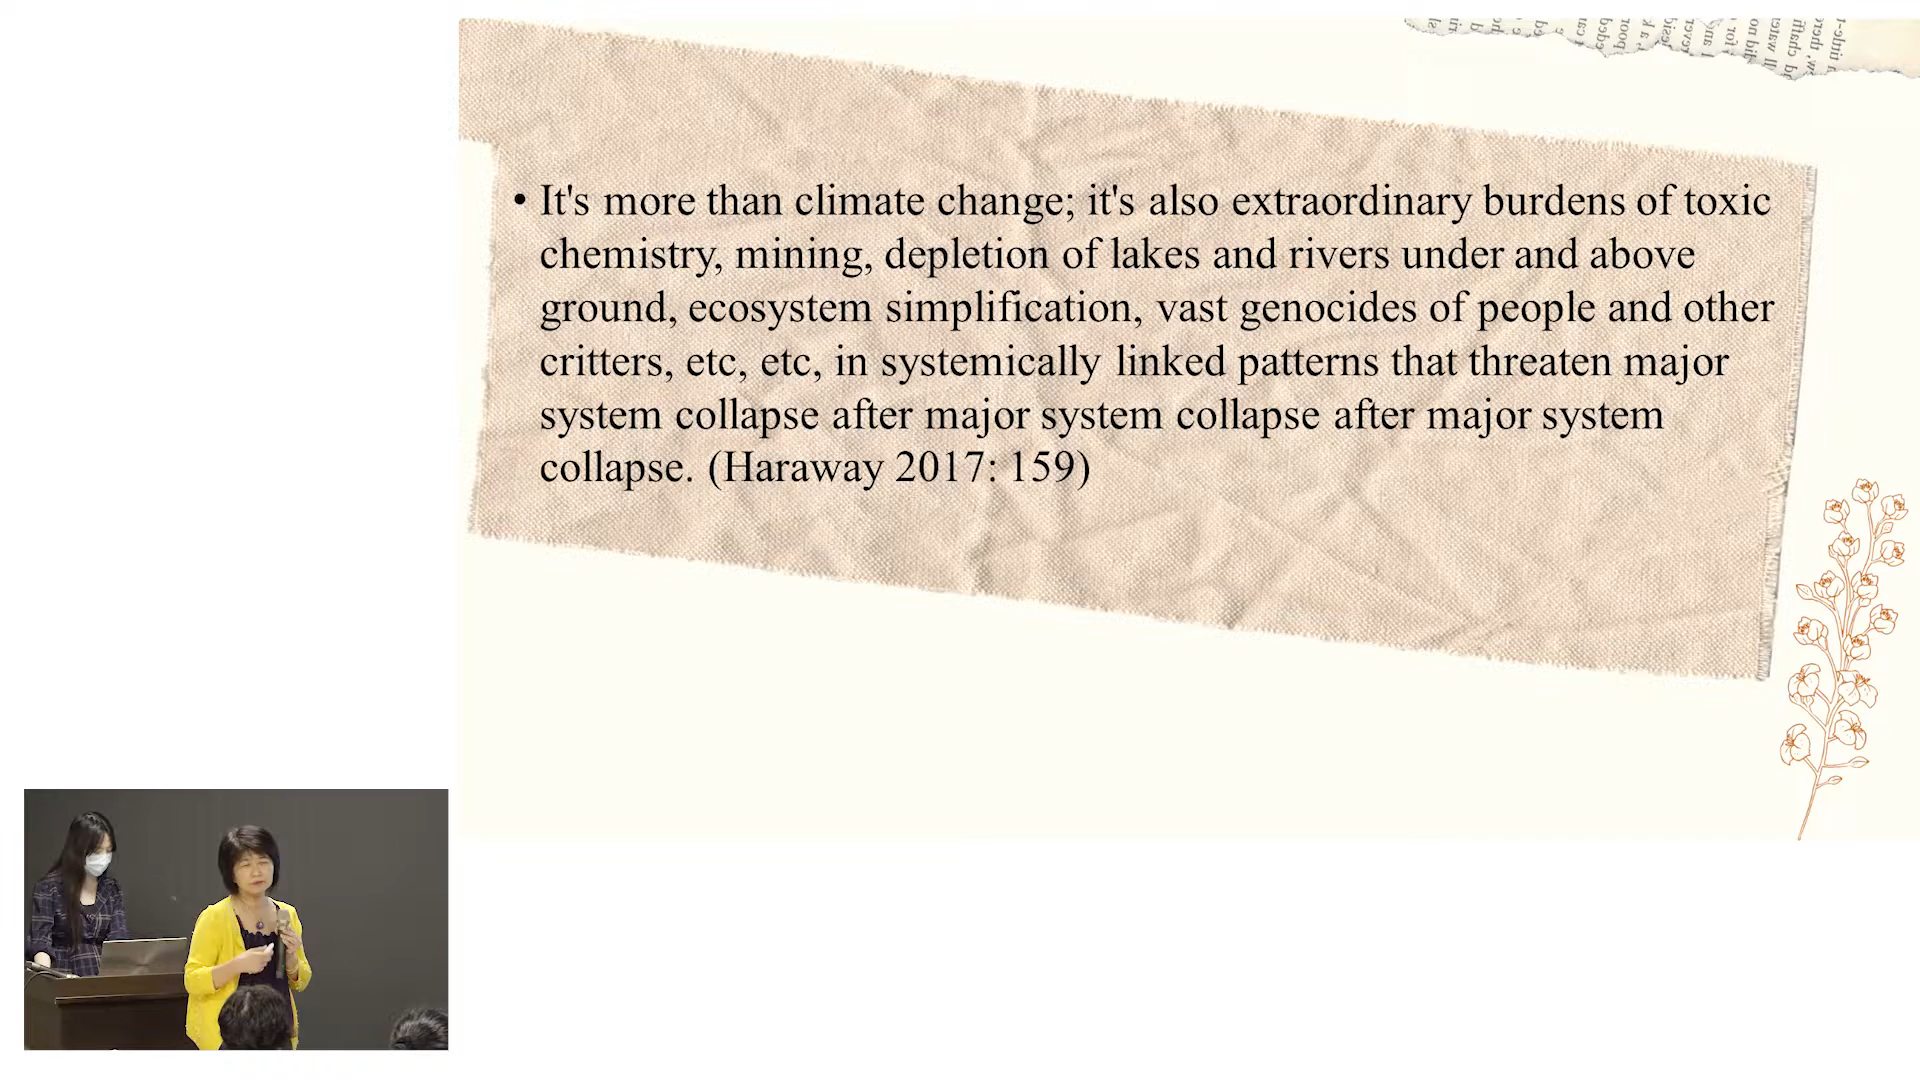 • It's more than climate change; it's also extraordinary burdens of toxic
chemistry, mining, depletion of lakes and rivers under and above
ground, ecosystem simplification, vast genocides of people and other
critters, etc, etc, in systemically linked patterns that threaten major
system collapse after major system collapse after major system
collapse. (Haraway 2017: 159)